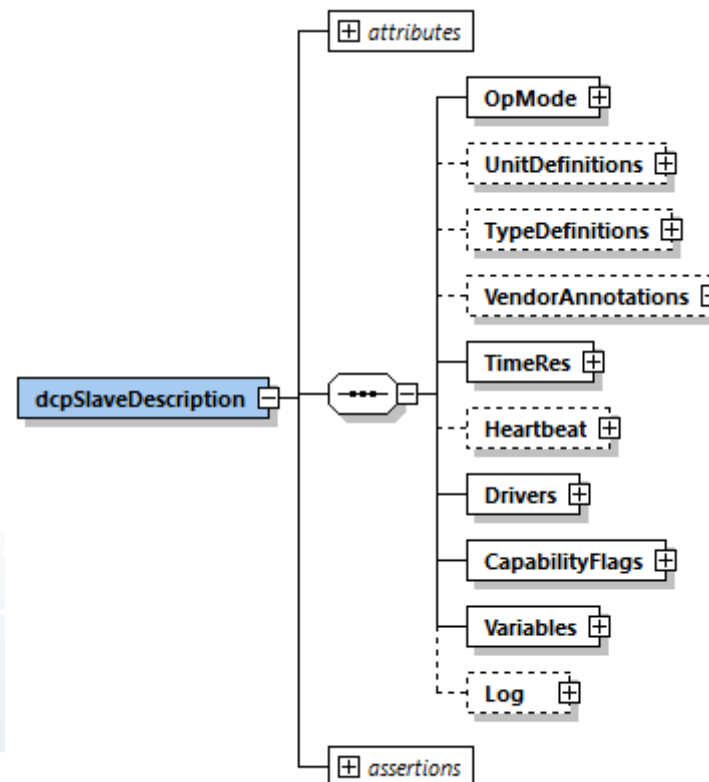 attributes
OpMode
UnitDefinitions
TypeDefinitions
VendorAnnotations
TimeRes
dcpSlaveDescription
Heartbeat
Drivers
CapabilityFlags
Variables
Log
assertions